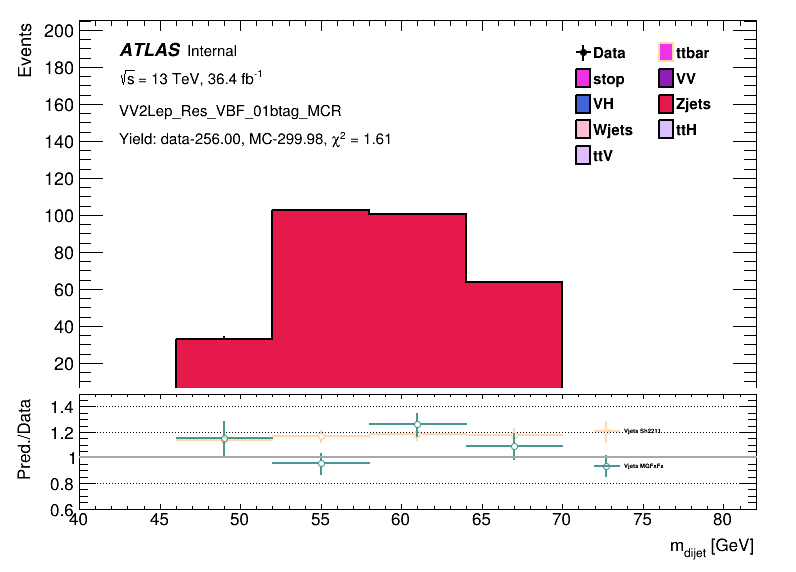 Events
200
180
160
140
120
100
80
60
40
20
ATLAS Internal
√s = 13 TeV, 36.4 fb⁻¹
VV2Lep_Res_VBF_01btag_MCR
Yield: data-256.00, MC-299.98, χ² = 1.61
Data ttbar
stop VV
VH Zjets
Wjets ttH
ttV
Pred./Data
1.4
1.2
1
0.8
0.6
Vjets Sh2211
Vjets MGFxFx
40 45 50 55 60 65 70 75 80
m_dijet [GeV]